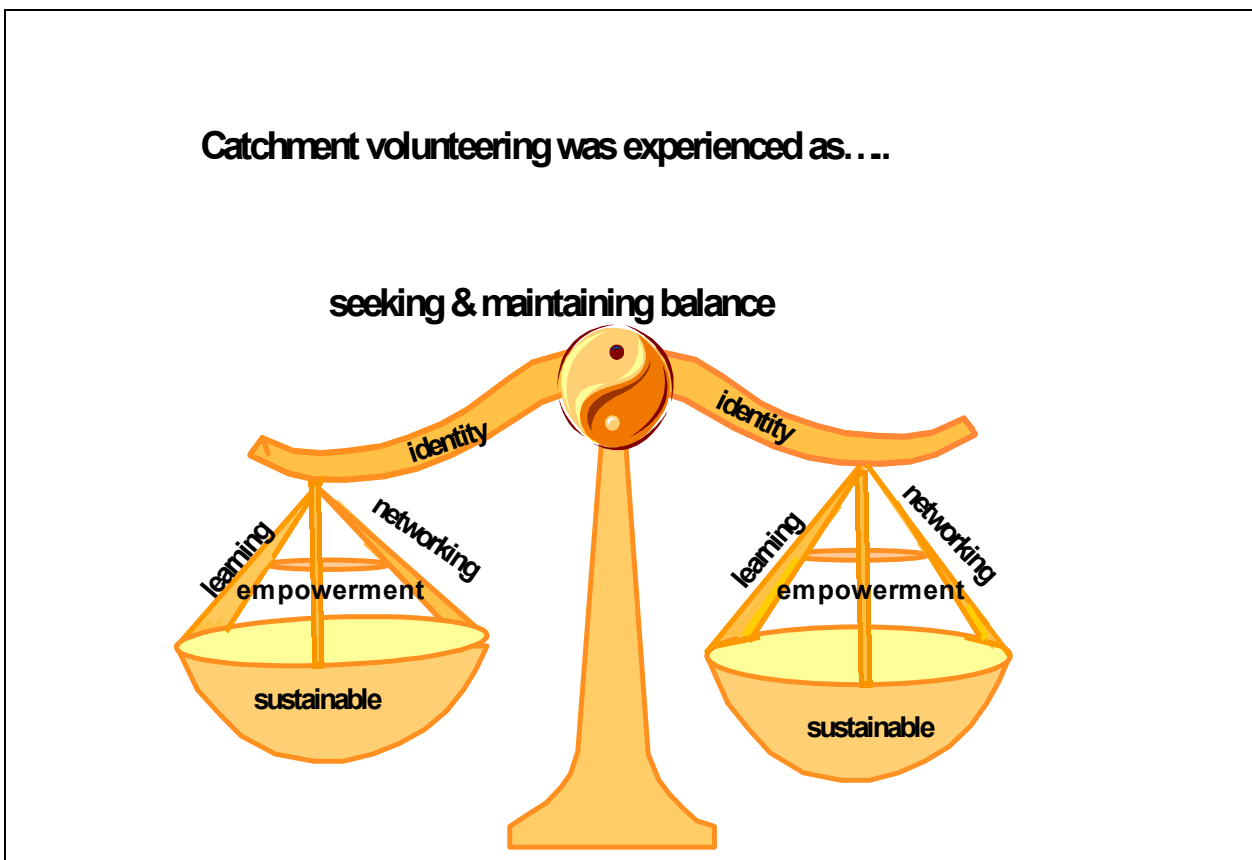 Catchment volunteering was experienced as.....
seeking & maintaining balance
identity
identity
learning
networking
empowerment
sustainable
learning
networking
empowerment
sustainable